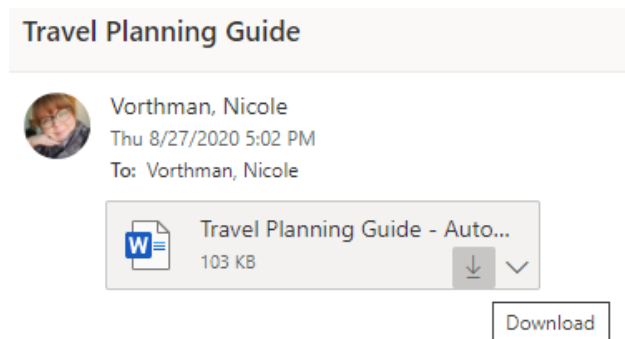 Travel Planning Guide
Vorthman, Nicole
Thu 8/27/2020 5:02 PM
To: Vorthman, Nicole
W
Travel Planning Guide - Auto...
103 KB
Download